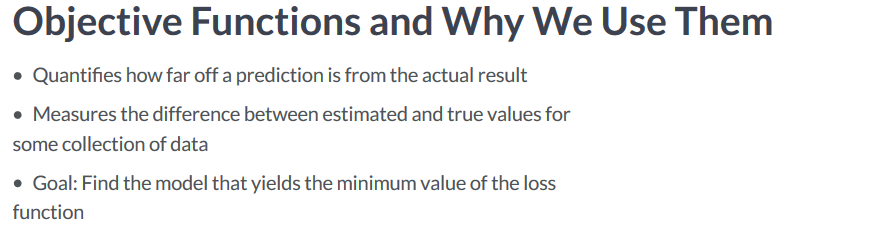 Objective Functions and Why We Use Them
• Quantifies how far off a prediction is from the actual result
• Measures the difference between estimated and true values for
some collection of data
• Goal: Find the model that yields the minimum value of the loss
function